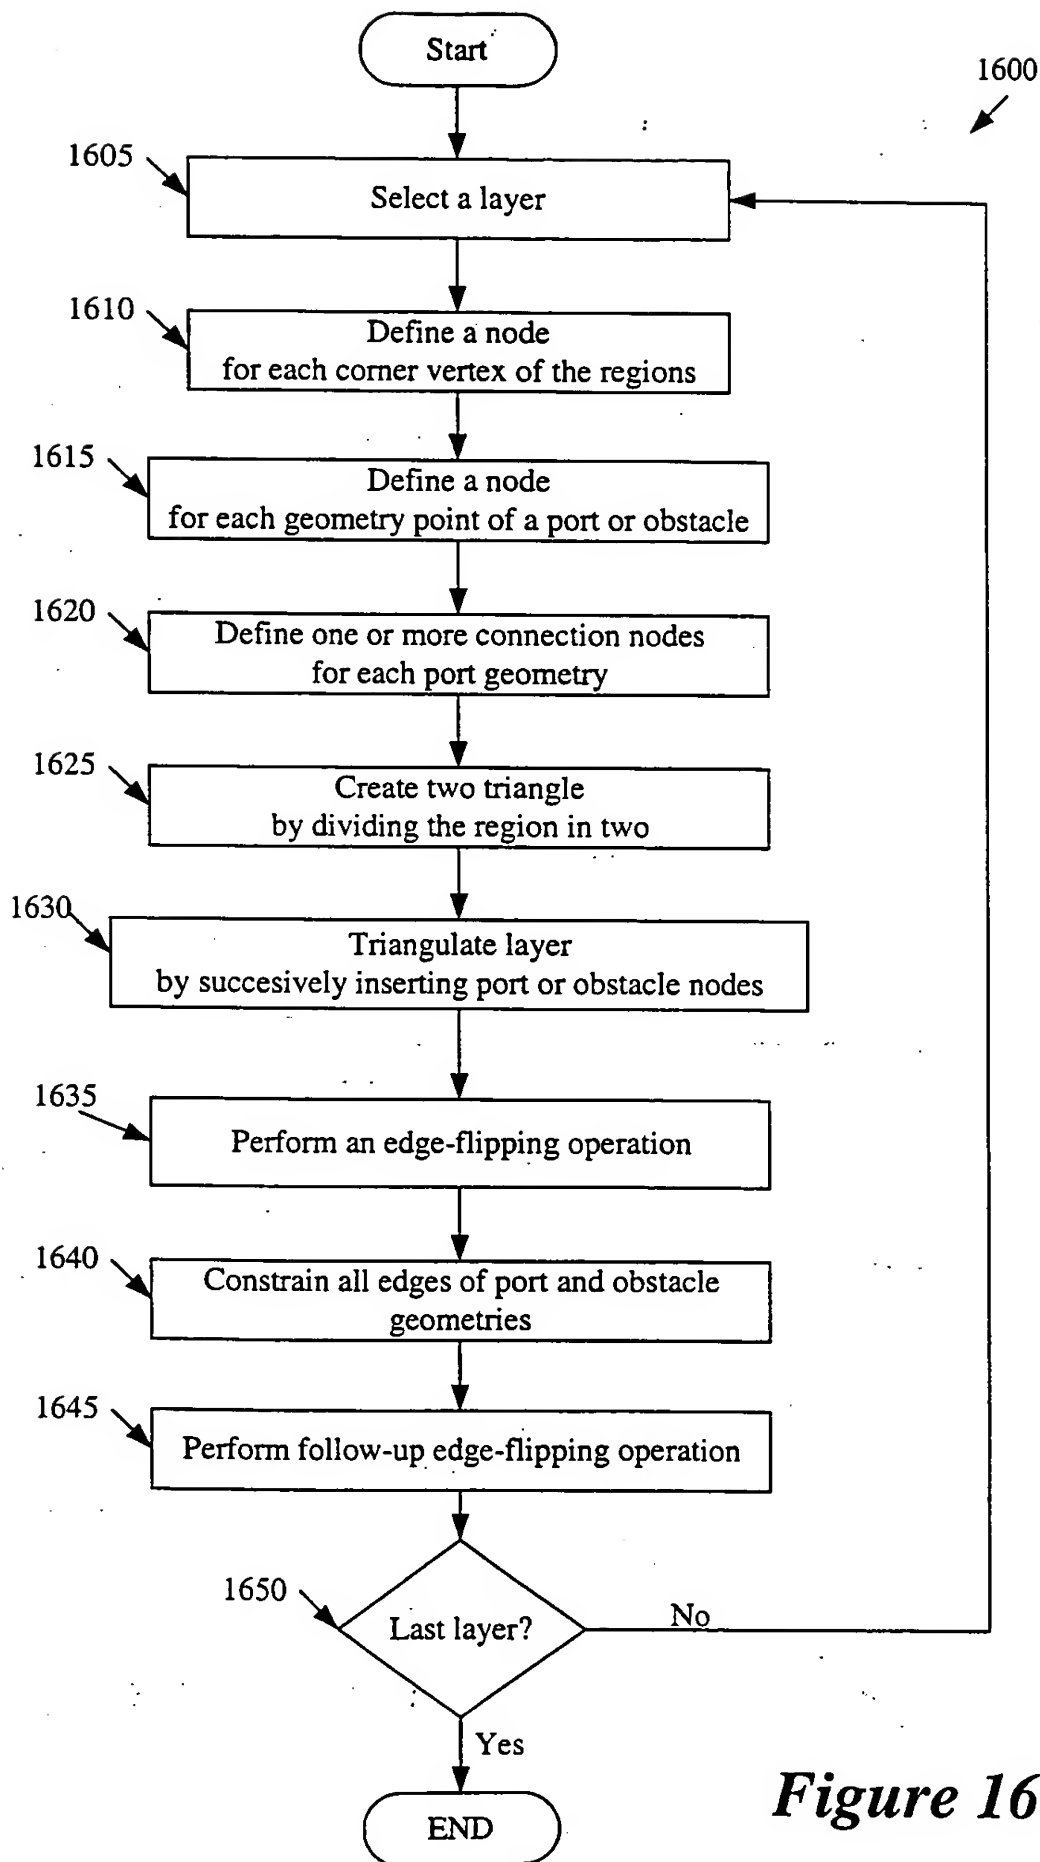 Start
1600
1605
Select a layer
1610
Define a node
for each corner vertex of the regions
1615
Define a node
for each geometry point of a port or obstacle
1620
Define one or more connection nodes
for each port geometry
1625
Create two triangle
by dividing the region in two
1630
Triangulate layer
by succesively inserting port or obstacle nodes
1635
Perform an edge-flipping operation
1640
Constrain all edges of port and obstacle
geometries
1645
Perform follow-up edge-flipping operation
1650
Last layer?
No
Yes
END
Figure 16